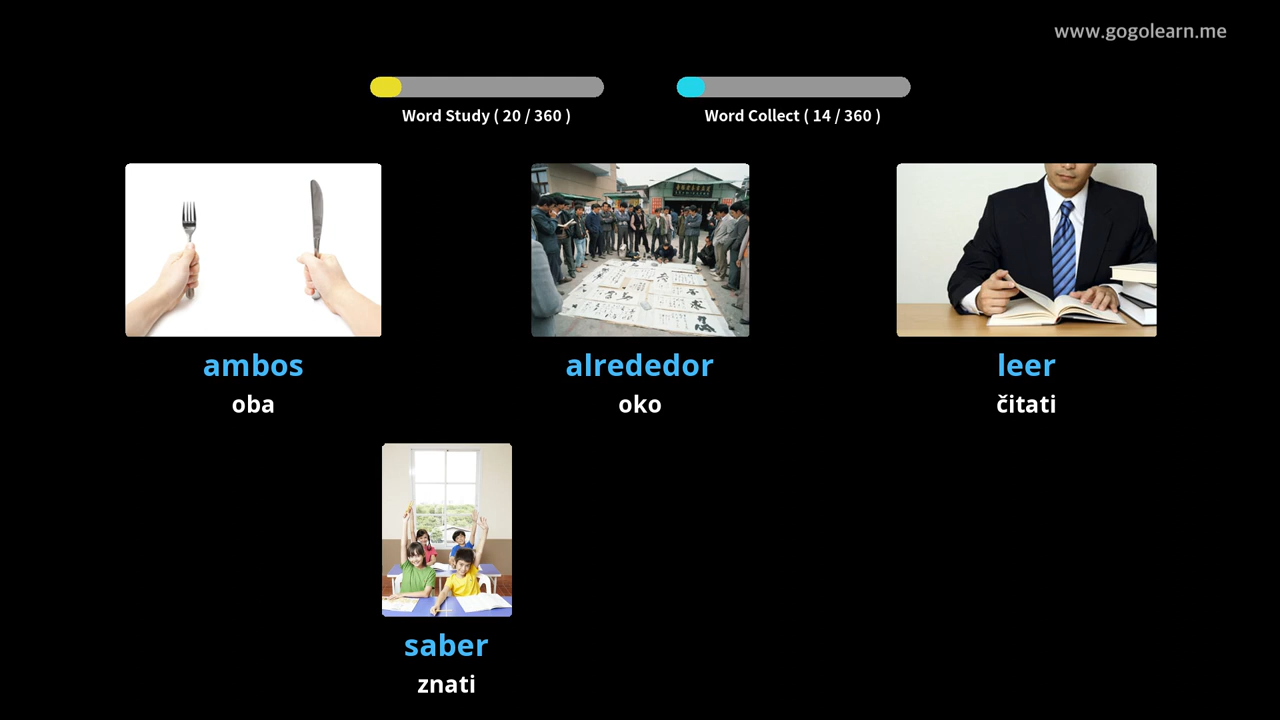 www.gogolearn.me
Word Study ( 20 / 360 )
Word Collect ( 14 / 360 )
ambos
oba
alrededor
oko
leer
čitati
saber
znati